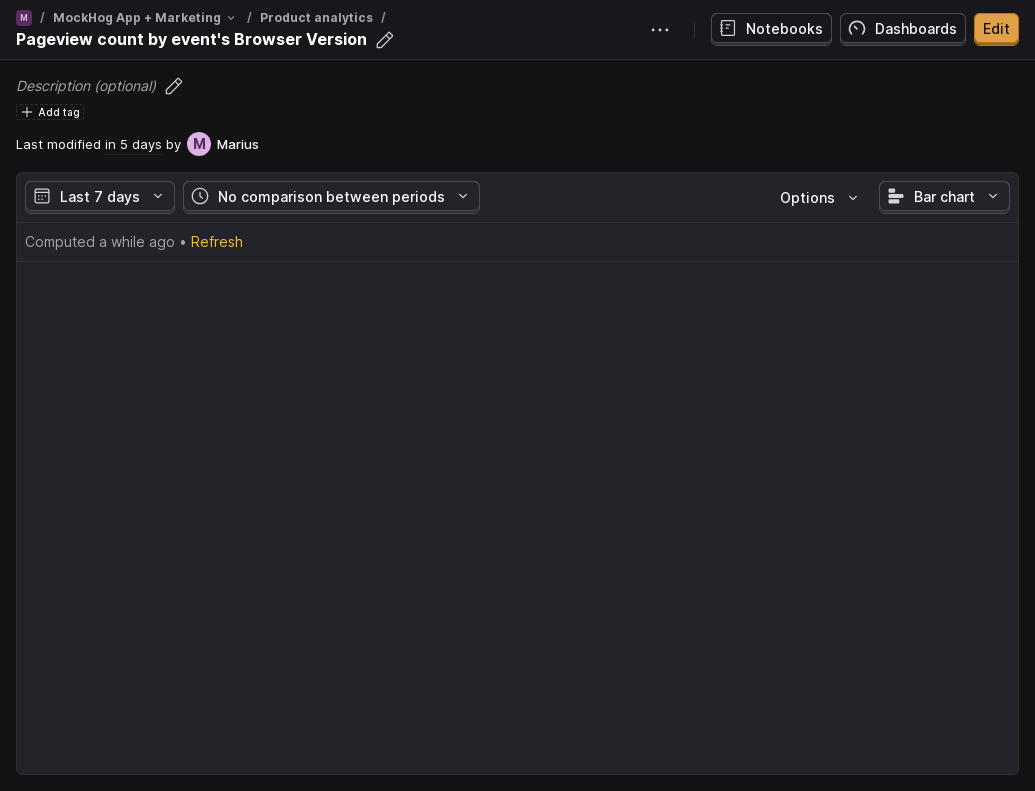 M / MockHog App + Marketing / Product analytics /
Pageview count by event's Browser Version
Notebooks
Dashboards
Edit
Description (optional)
Add tag
Last modified in 5 days by M Marius
Last 7 days
No comparison between periods
Options
Bar chart
Computed a while ago • Refresh